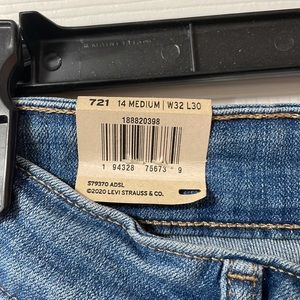 721 14 MEDIUM | W32 L30
188820398
1 94328 75673 9
S79370 ADSL
©2020 LEVI STRAUSS & CO.